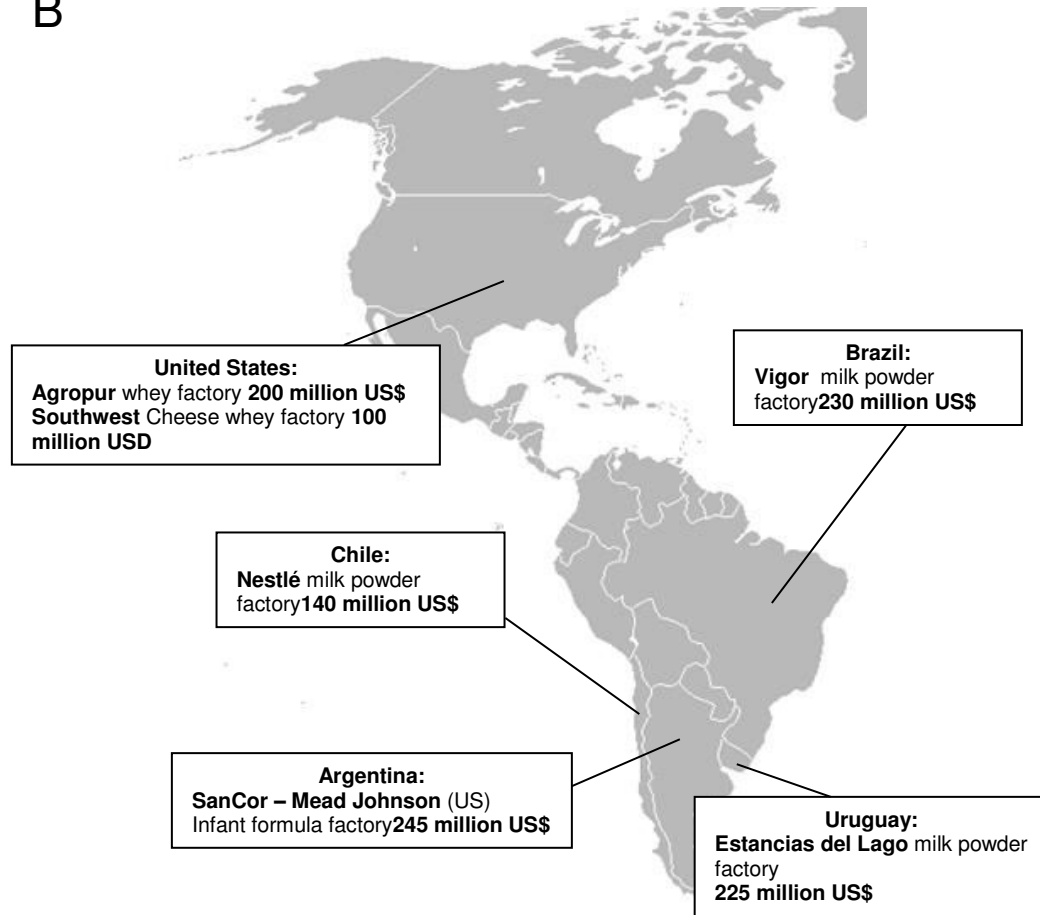 B
United States:
Agropur whey factory 200 million US$
Southwest Cheese whey factory 100
million USD
Brazil:
Vigor milk powder
factory230 million US$
Chile:
Nestlé milk powder
factory140 million US$
Argentina:
SanCor – Mead Johnson (US)
Infant formula factory245 million US$
Uruguay:
Estancias del Lago milk powder
factory
225 million US$